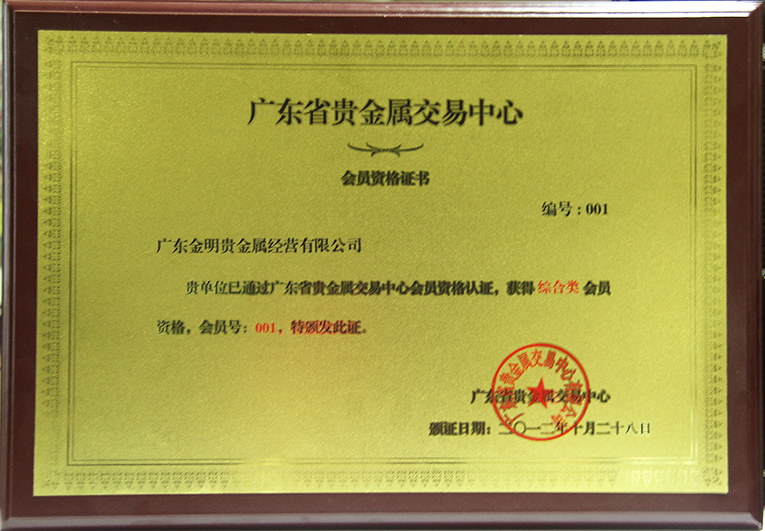 广东省贵金属交易中心
会员资格证书
编号：001
广东金明贵金属经营有限公司
贵单位已通过广东省贵金属交易中心会员资格认证，获得 综合类 会员
资格，会员号：001，特颁发此证。
广东省贵金属交易中心
颁证日期：二〇一二年十月二十八日